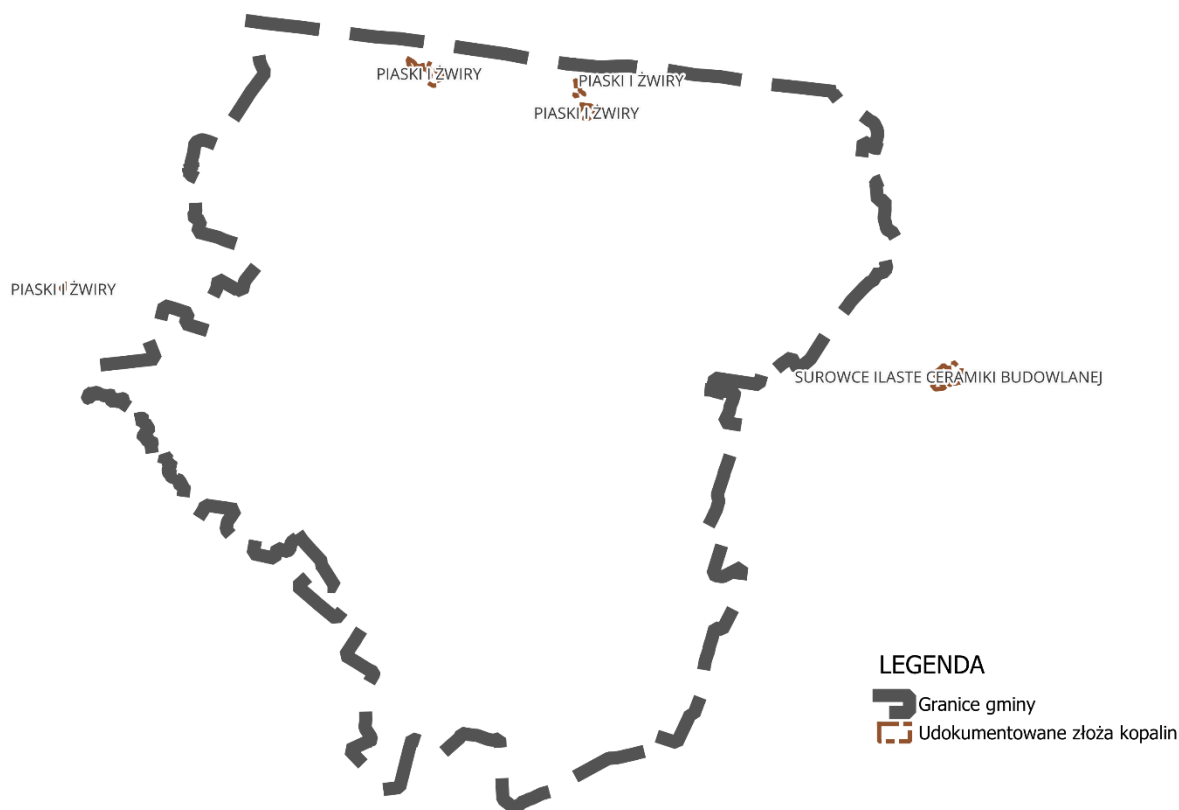 PIASKI I ŻWIRY
PIASKI I ŻWIRY
PIASKI I ŻWIRY
PIASKI I ŻWIRY
SUROWCE ILASTE CERAMIKI BUDOWLANEJ
LEGENDA
Granice gminy
Udokumentowane złoża kopalin